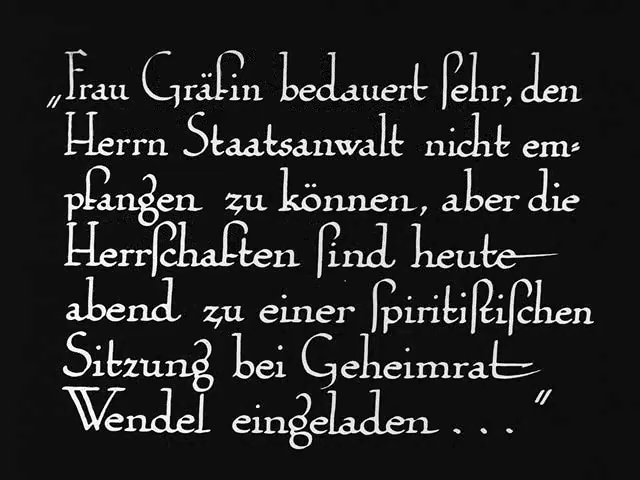 „Frau Gräfin bedauert ſehr, den
Herrn Staatsanwalt nicht em⸗
pfangen zu können, aber die
Herrſchaften ſind heute
abend zu einer ſpiritiſtiſchen
Sitzung bei Geheimrat
Wendel eingeladen . . . "